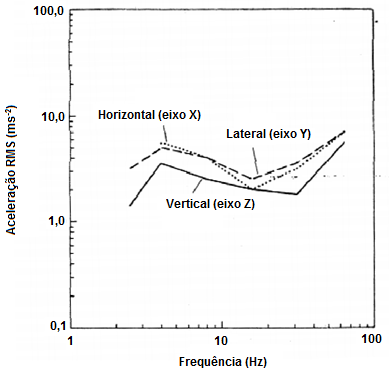 100,0
Aceleração RMS (ms-2)
Horizontal (eixo X)
10,0
Lateral (eixo Y)
Vertical (eixo Z)
1,0
0,1
1 10 100
Frequência (Hz)